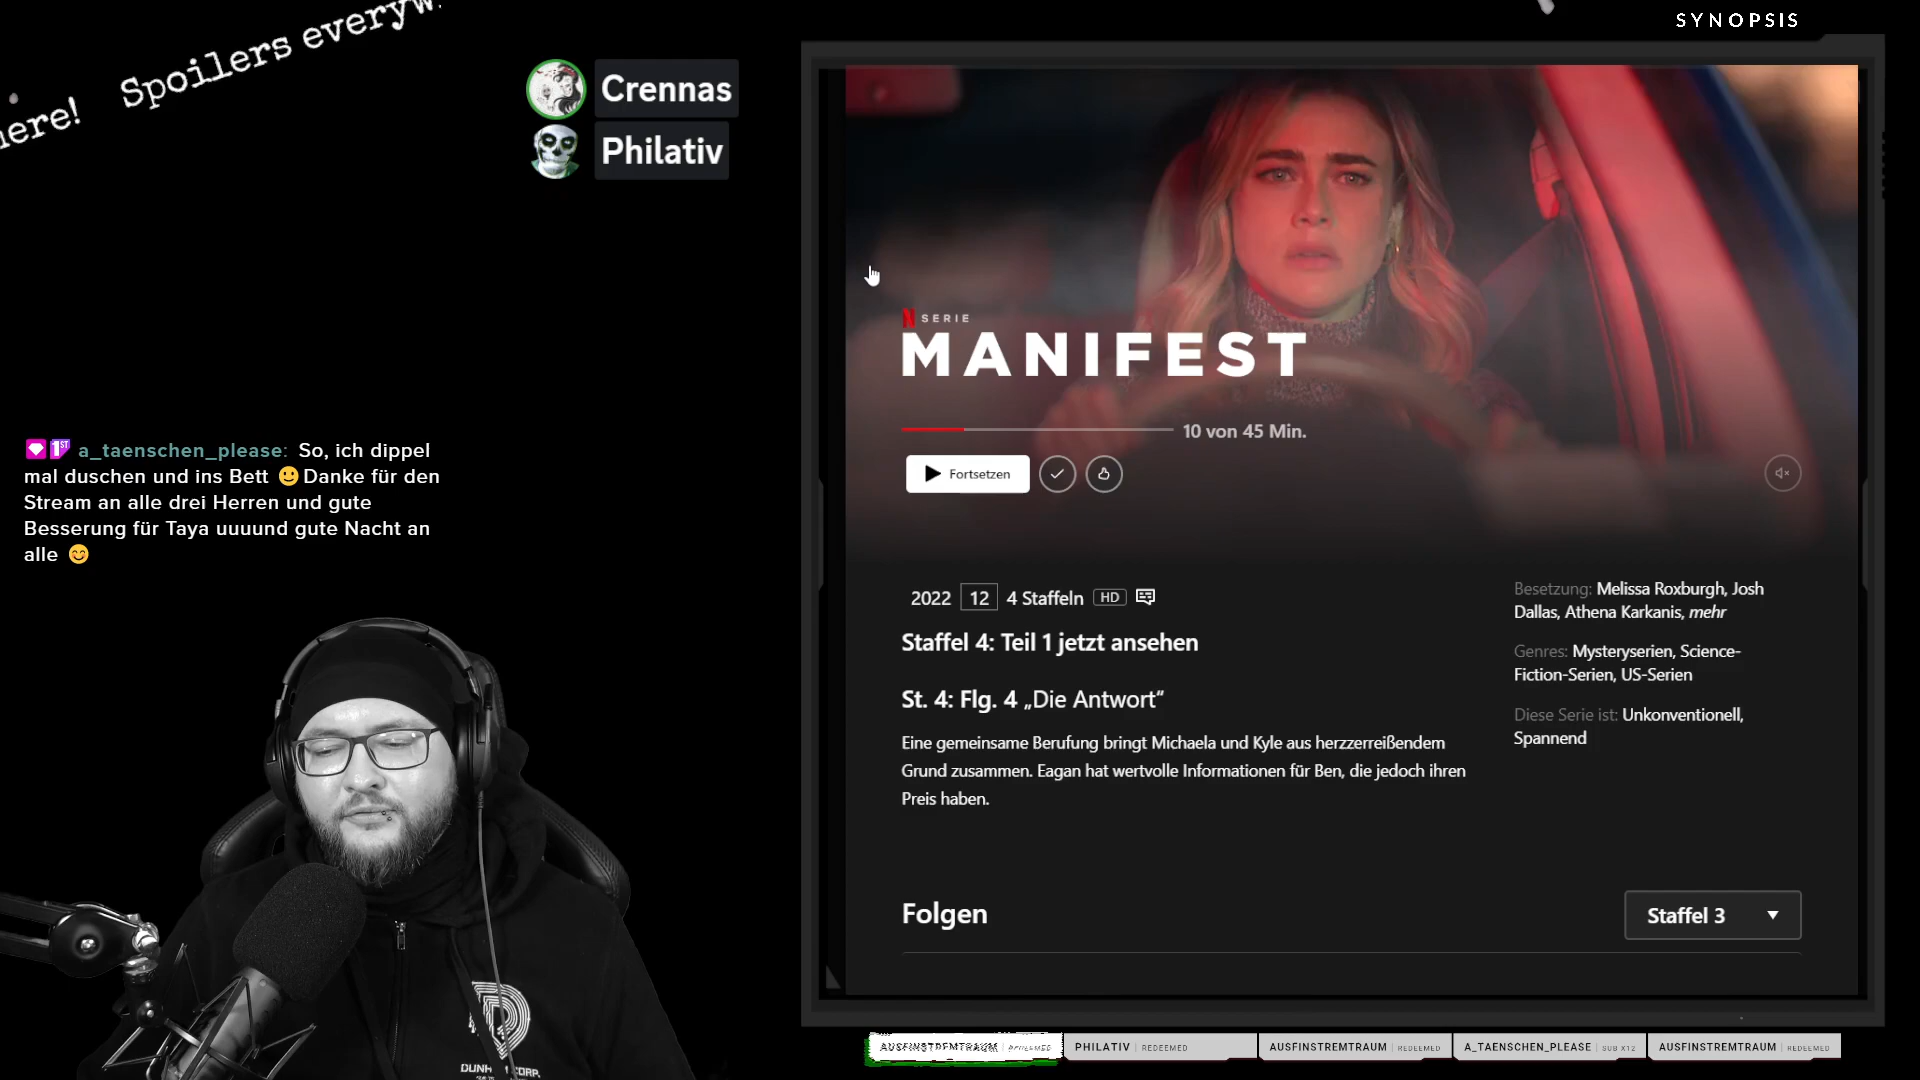 SYNOPSIS
Spoilers everyw
here!
Crennas
Philativ
SERIE
MANIFEST
10 von 45 Min.
Fortsetzen
a_taenschen_please: So, ich dippel
mal duschen und ins Bett 🙂Danke für den
Stream an alle drei Herren und gute
Besserung für Taya uuuund gute Nacht an
alle 😊
2022 12 4 Staffeln HD
Staffel 4: Teil 1 jetzt ansehen
St. 4: Flg. 4 „Die Antwort“
Eine gemeinsame Berufung bringt Michaela und Kyle aus herzzerreißendem
Grund zusammen. Eagan hat wertvolle Informationen für Ben, die jedoch ihren
Preis haben.
Besetzung: Melissa Roxburgh, Josh
Dallas, Athena Karkanis, mehr
Genres: Mysteryserien, Science-
Fiction-Serien, US-Serien
Diese Serie ist: Unkonventionell,
Spannend
Folgen
Staffel 3
AUSFINSTREMTRAUM | REDEEMED
PHILATIV | REDEEMED
AUSFINSTREMTRAUM | REDEEMED
A_TAENSCHEN_PLEASE | SUB X12
AUSFINSTREMTRAUM | REDEEMED